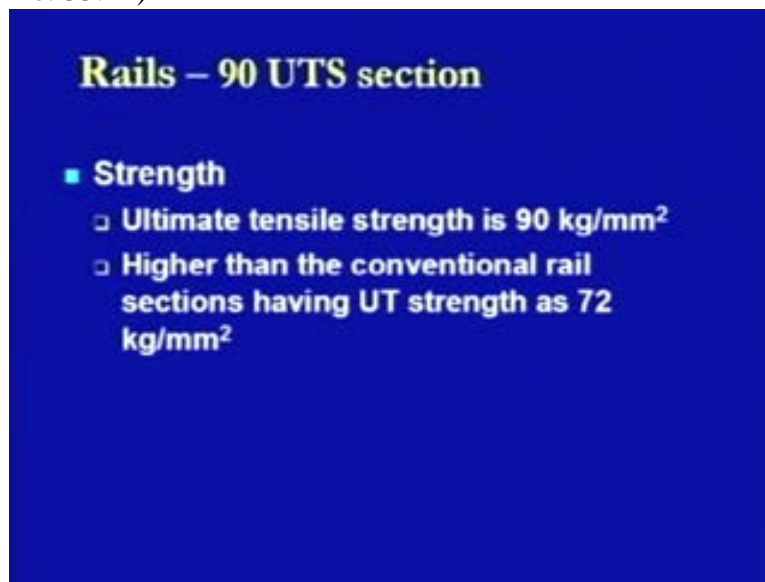 Rails – 90 UTS section
Strength
Ultimate tensile strength is 90 kg/mm²
Higher than the conventional rail
sections having UT strength as 72
kg/mm²